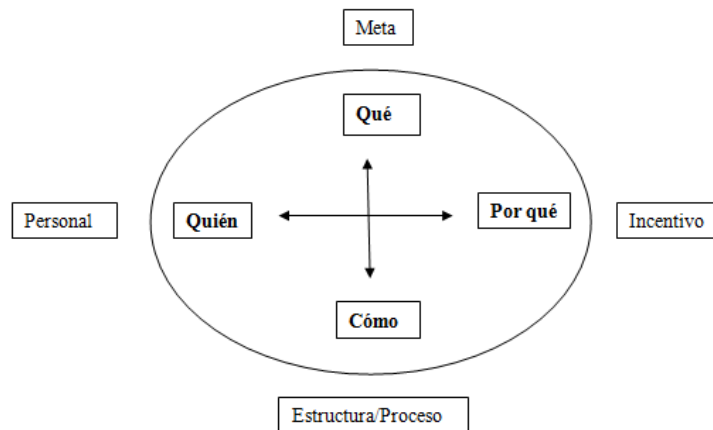 Meta
Qué
Personal
Quién
Por qué
Incentivo
Cómo
Estructura/Proceso